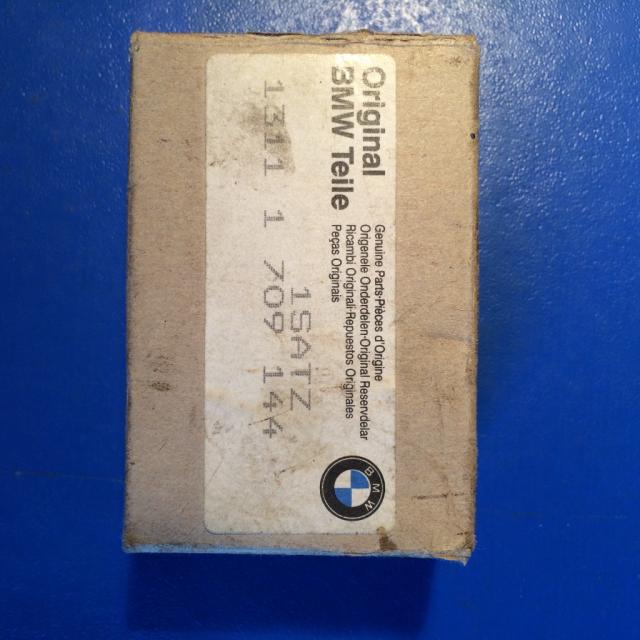 Original
BMW Teile
Genuine Parts-Pièces d'Origine
Originele Onderdelen-Original Reservdelar
Ricambi Originali-Repuestos Originales
Peças Originais
1SATZ
1311 1 709 144
BMW